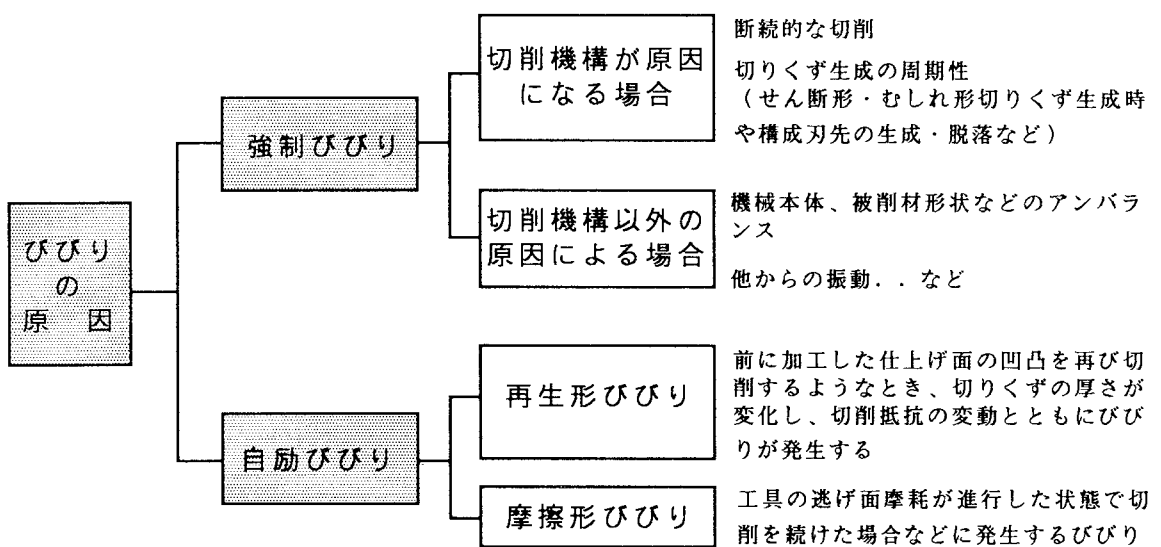 びびり
の
原 因
強制びびり
切削機構が原因
になる場合
断続的な切削
切りくず生成の周期性
（せん断形・むしれ形切りくず生成時
や構成刃先の生成・脱落など）
切削機構以外の
原因による場合
機械本体、被削材形状などのアンバラ
ンス
他からの振動．．など
自励びびり
再生形びびり
前に加工した仕上げ面の凹凸を再び切
削するようなとき、切りくずの厚さが
変化し、切削抵抗の変動とともにびび
りが発生する
摩擦形びびり
工具の逃げ面摩耗が進行した状態で切
削を続けた場合などに発生するびびり